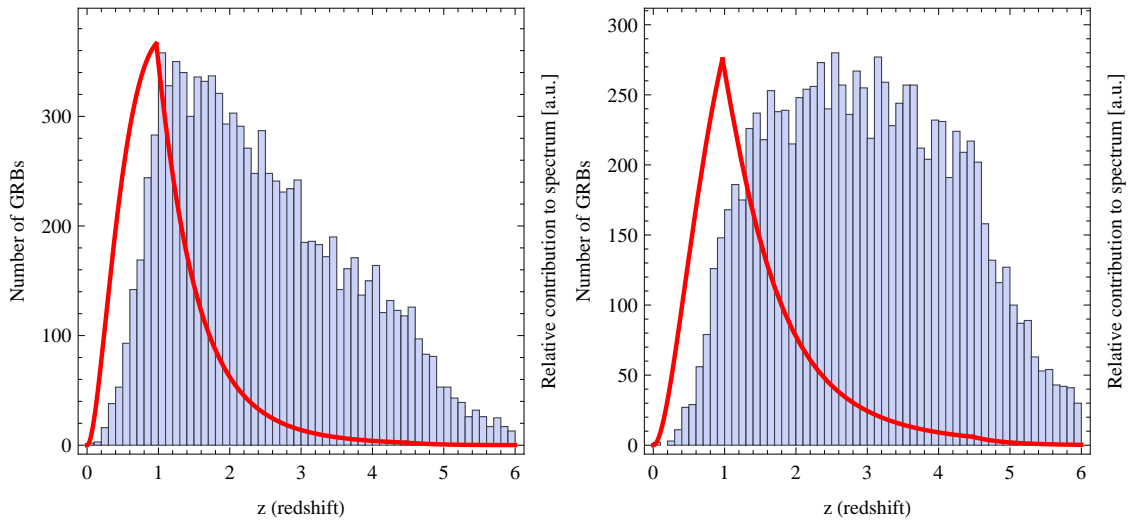 Number of GRBs
300
200
100
0
0 1 2 3 4 5 6
z (redshift)
Relative contribution to spectrum [a.u.]
Number of GRBs
300
250
200
150
100
50
0
0 1 2 3 4 5 6
z (redshift)
Relative contribution to spectrum [a.u.]